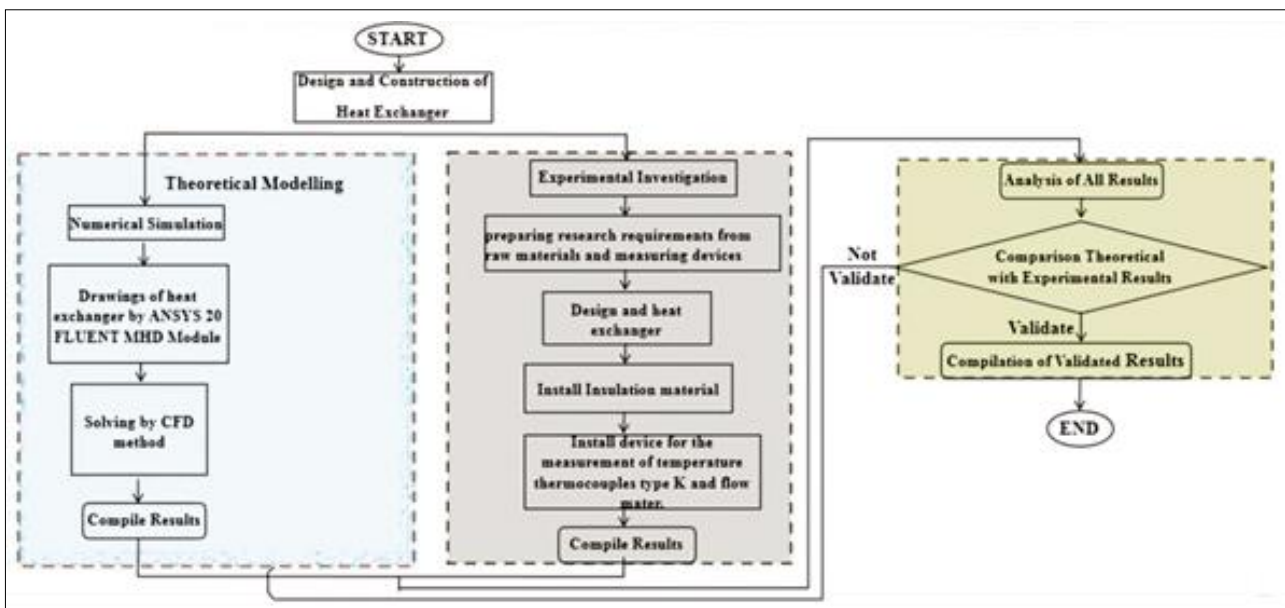 START
Design and Construction of
Heat Exchanger
Theoretical Modelling
Numerical Simulation
Drawings of heat
exchanger by ANSYS 20
FLUENT MHD Module
Solving by CFD
method
Compile Results
Experimental Investigation
preparing research requirements from
raw materials and measuring devices
Design and heat
exchanger
Install Insulation material
Install device for the
measurement of temperature
thermocouples type K and flow
mater.
Compile Results
Analysis of All Results
Comparison Theoretical
with Experimental Results
Not
Validate
Validate
Compilation of Validated Results
END